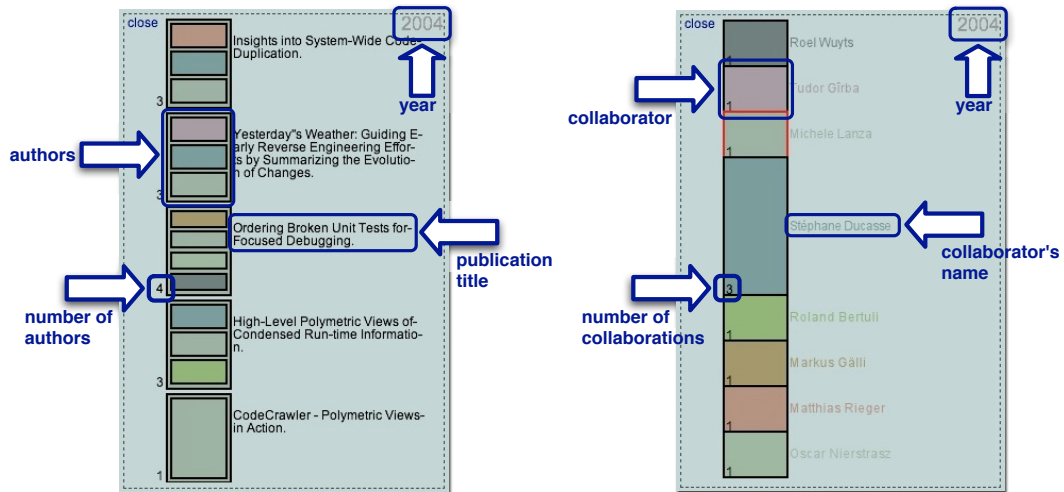 close
2004
Insights into System-Wide Code-
Duplication.
3
year
authors
Yesterday"s Weather: Guiding E-
arly Reverse Engineering Effor-
ts by Summarizing the Evolutio-
n of Changes.
3
Ordering Broken Unit Tests for-
Focused Debugging.
4
publication
title
number of
authors
High-Level Polymetric Views of-
Condensed Run-time Informatio-
n.
3
CodeCrawler - Polymetric Views-
in Action.
1
close
2004
Roel Wuyts
1
year
collaborator
Tudor Gîrba
1
Michele Lanza
1
Stéphane Ducasse
3
collaborator's
name
number of
collaborations
Roland Bertuli
1
Markus Gälli
1
Matthias Rieger
1
Oscar Nierstrasz
1